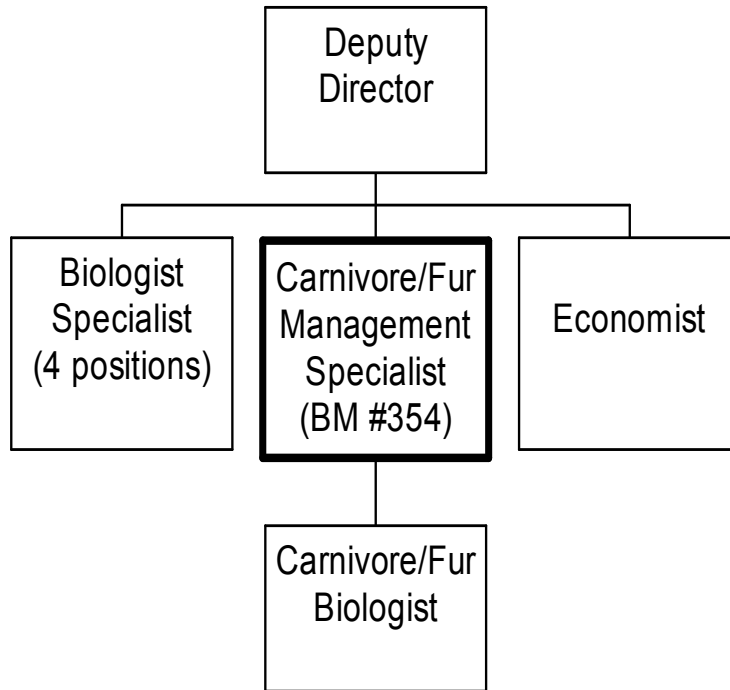 Deputy
Director
Biologist
Specialist
(4 positions)
Carnivore/Fur
Management
Specialist
(BM #354)
Economist
Carnivore/Fur
Biologist